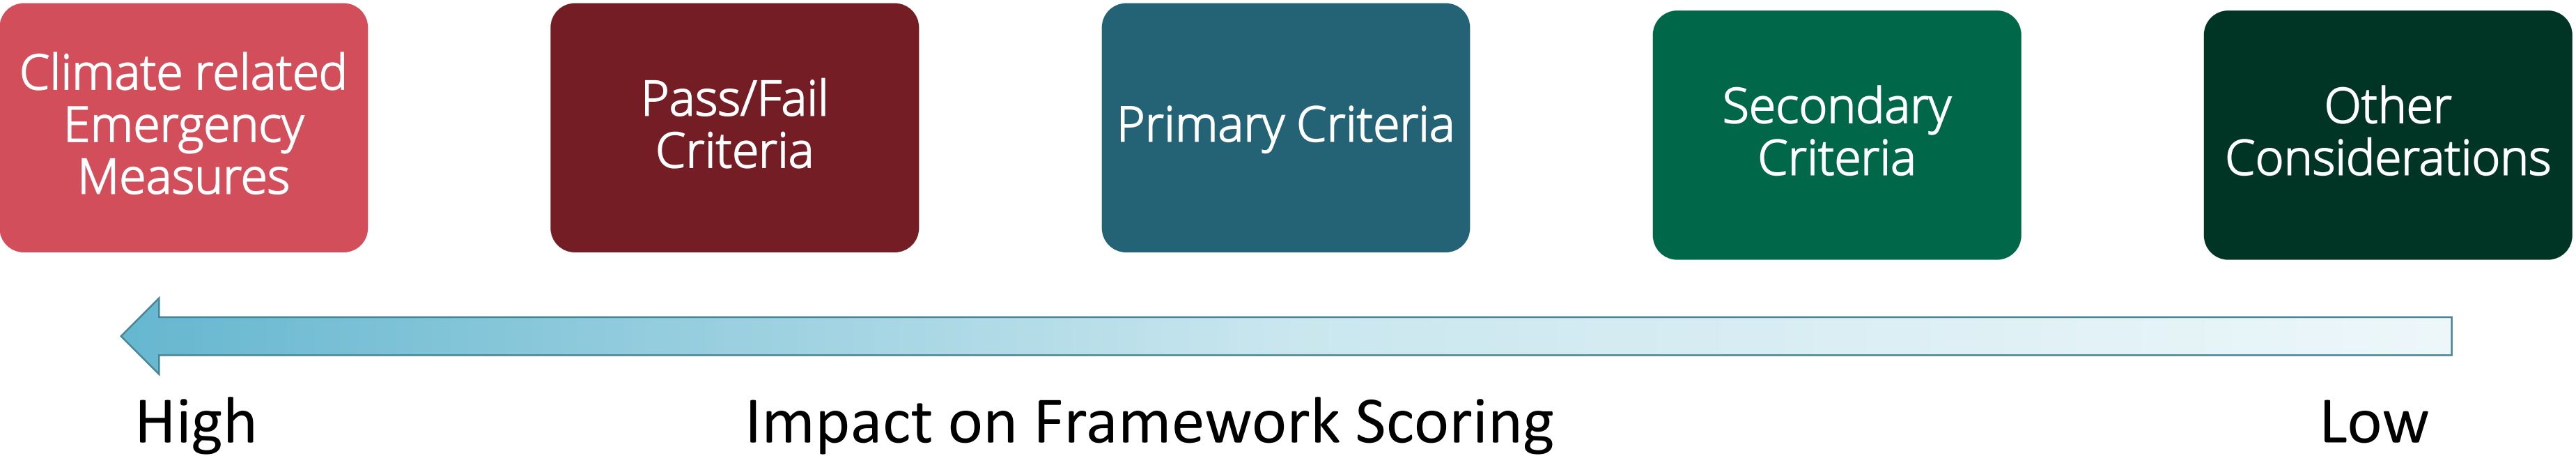 Climate related
Emergency
Measures
Pass/Fail
Criteria
Primary Criteria
Secondary
Criteria
Other
Considerations
High
Impact on Framework Scoring
Low